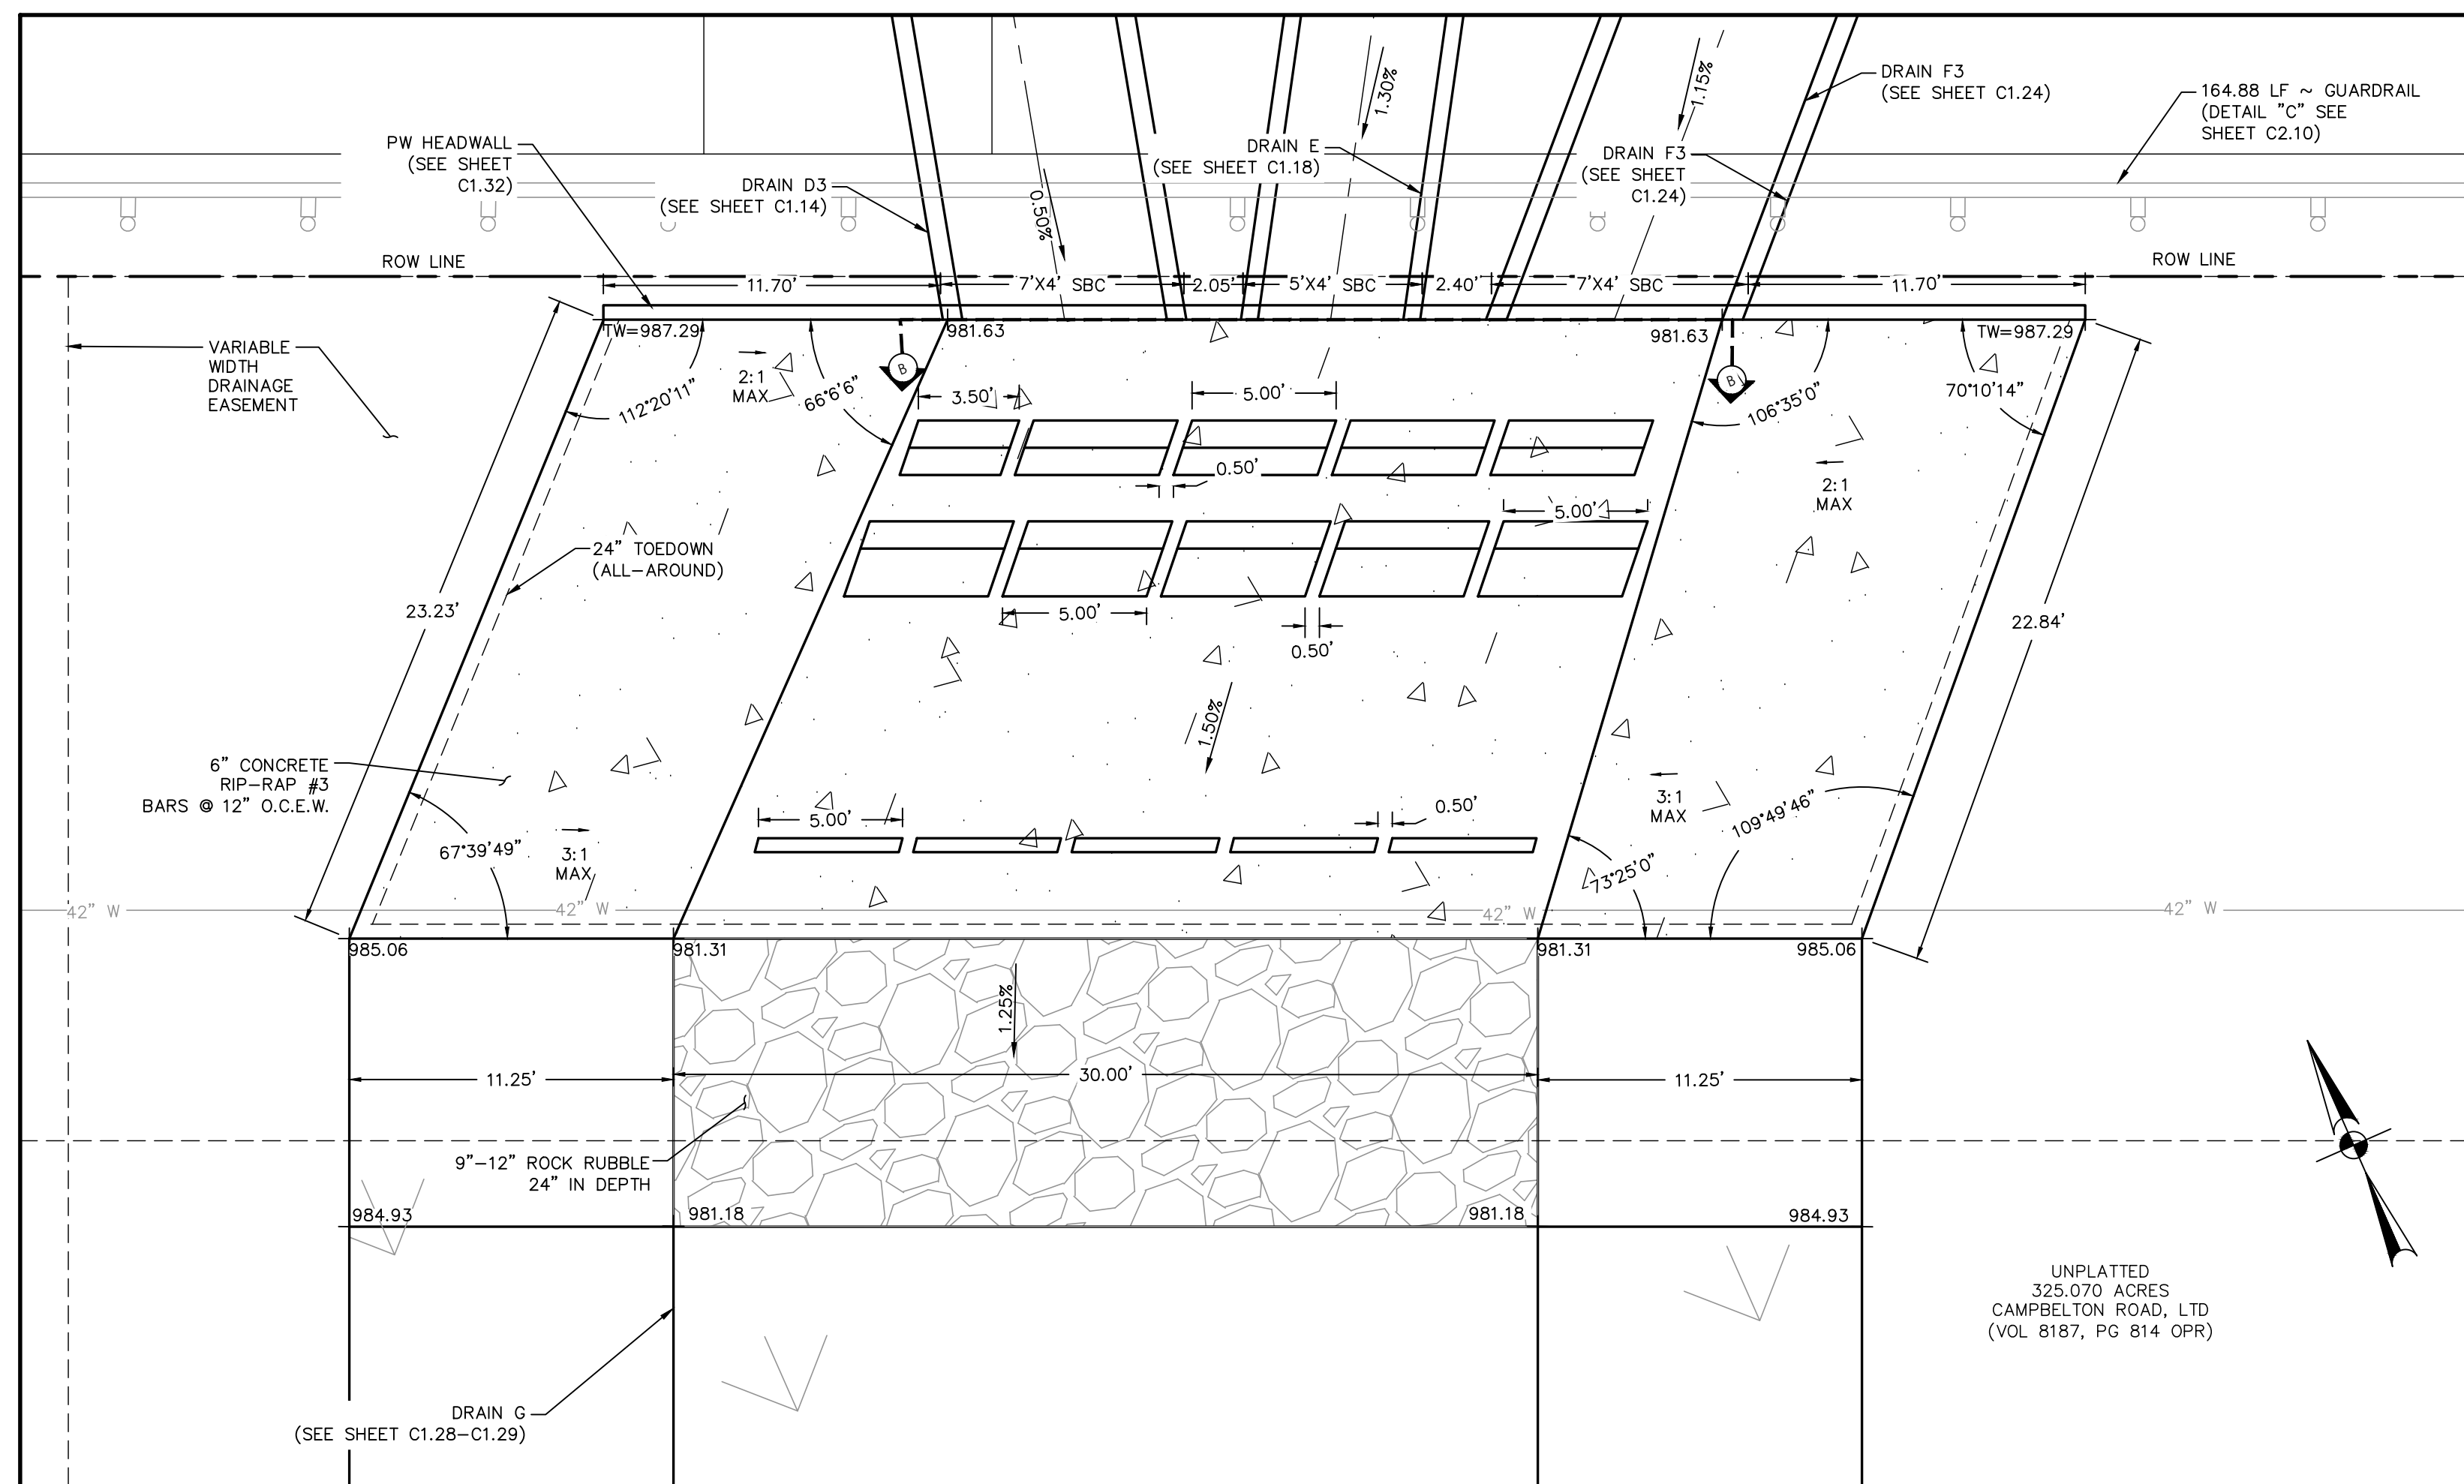 DRAIN F3
(SEE SHEET C1.24)
164.88 LF ~ GUARDRAIL
(DETAIL "C" SEE
SHEET C2.10)
1.30%
1.15%
PW HEADWALL
(SEE SHEET
C1.32)
DRAIN D3
(SEE SHEET C1.14)
DRAIN E
(SEE SHEET C1.18)
DRAIN F3
(SEE SHEET
C1.24)
0.50%
ROW LINE
ROW LINE
11.70'
7'X4' SBC
2.05'
5'X4' SBC
2.40'
7'X4' SBC
11.70'
TW=987.29
981.63
981.63
TW=987.29
VARIABLE
WIDTH
DRAINAGE
EASEMENT
2:1
MAX
112°20'11"
66°6'6"
B
B
3.50'
5.00'
106°35'0"
70°10'14"
0.50'
2:1
MAX
5.00'
24" TOEDOWN
(ALL-AROUND)
23.23'
5.00'
0.50'
22.84'
1.50%
6" CONCRETE
RIP-RAP #3
BARS @ 12" O.C.E.W.
5.00'
0.50'
3:1
MAX
109°49'46"
67°39'49"
3:1
MAX
73°25'0"
42" W
42" W
42" W
42" W
985.06
981.31
981.31
985.06
1.25%
11.25'
30.00'
11.25'
9"-12" ROCK RUBBLE
24" IN DEPTH
984.93
981.18
981.18
984.93
UNPLATTED
325.070 ACRES
CAMPBELTON ROAD, LTD
(VOL 8187, PG 814 OPR)
DRAIN G
(SEE SHEET C1.28-C1.29)